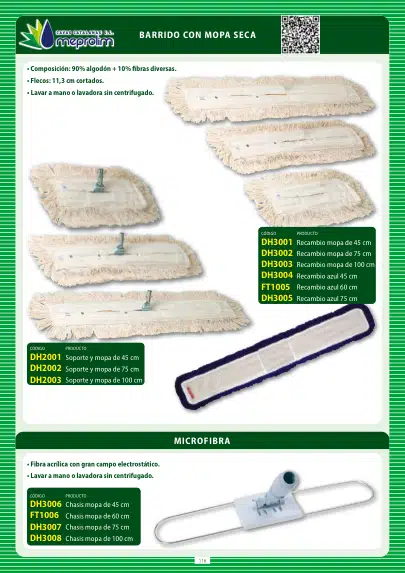 TAPAS CATALANAS S.L.
meprolim
BARRIDO CON MOPA SECA
• Composición: 90% algodón + 10% fibras diversas.
• Flecos: 11,3 cm cortados.
• Lavar a mano o lavadora sin centrifugado.
CÓDIGO PRODUCTO
DH3001 Recambio mopa de 45 cm
DH3002 Recambio mopa de 75 cm
DH3003 Recambio mopa de 100 cm
DH3004 Recambio azul 45 cm
FT1005 Recambio azul 60 cm
DH3005 Recambio azul 75 cm
CÓDIGO PRODUCTO
DH2001 Soporte y mopa de 45 cm
DH2002 Soporte y mopa de 75 cm
DH2003 Soporte y mopa de 100 cm
MICROFIBRA
• Fibra acrílica con gran campo electrostático.
• Lavar a mano o lavadora sin centrifugado.
CÓDIGO PRODUCTO
DH3006 Chasis mopa de 45 cm
FT1006 Chasis mopa de 60 cm
DH3007 Chasis mopa de 75 cm
DH3008 Chasis mopa de 100 cm
116